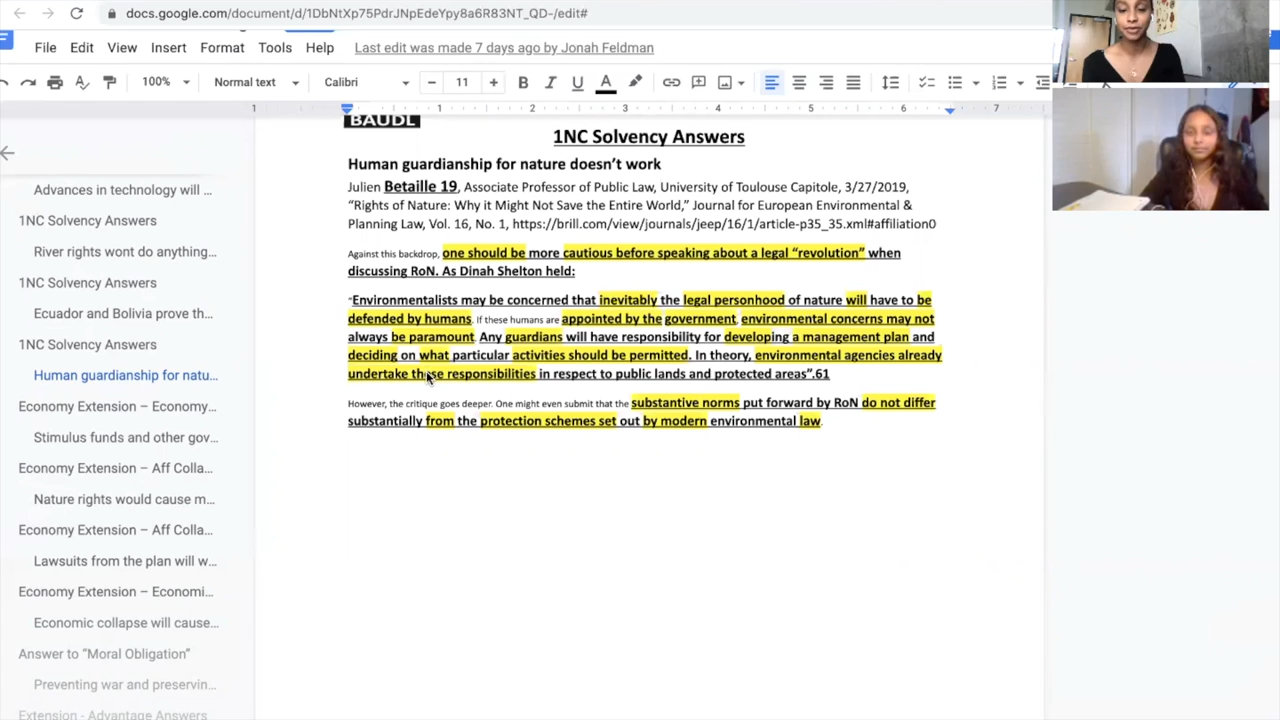 docs.google.com/document/d/1DbNtXp75PdrJNpEdeYpy8a6R83NT_QD-/edit#
File Edit View Insert Format Tools Help Last edit was made 7 days ago by Jonah Feldman
100% Normal text Calibri 11 B I U A
1 1 2 3 4 5 6 7
Advances in technology will ...
1NC Solvency Answers
River rights wont do anything...
1NC Solvency Answers
Ecuador and Bolivia prove th...
1NC Solvency Answers
Human guardianship for natu...
Economy Extension – Economy...
Stimulus funds and other gov...
Economy Extension – Aff Colla...
Nature rights would cause m...
Economy Extension – Aff Colla...
Lawsuits from the plan will w...
Economy Extension – Economi...
Economic collapse will cause...
Answer to "Moral Obligation"
Preventing war and preservin...
Extension - Advantage Answers
BAUDL
1NC Solvency Answers
Human guardianship for nature doesn't work
Julien Betaille 19, Associate Professor of Public Law, University of Toulouse Capitole, 3/27/2019,
“Rights of Nature: Why it Might Not Save the Entire World,” Journal for European Environmental &
Planning Law, Vol. 16, No. 1, https://brill.com/view/journals/jeep/16/1/article-p35_35.xml#affiliation0
Against this backdrop, one should be more cautious before speaking about a legal “revolution” when
discussing RoN. As Dinah Shelton held:
“Environmentalists may be concerned that inevitably the legal personhood of nature will have to be
defended by humans. If these humans are appointed by the government, environmental concerns may not
always be paramount. Any guardians will have responsibility for developing a management plan and
deciding on what particular activities should be permitted. In theory, environmental agencies already
undertake these responsibilities in respect to public lands and protected areas”.61
However, the critique goes deeper. One might even submit that the substantive norms put forward by RoN do not differ
substantially from the protection schemes set out by modern environmental law.